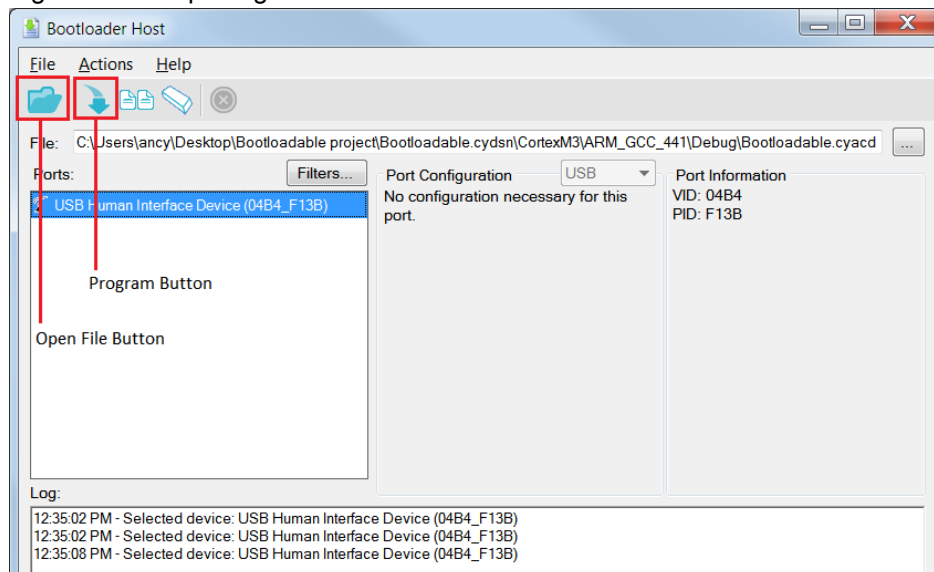 Bootloader Host
File Actions Help
File: C:\Users\ancy\Desktop\Bootloadable project\Bootloadable.cydsn\CortexM3\ARM_GCC_441\Debug\Bootloadable.cyacd ...
Ports: Filters...
USB Human Interface Device (04B4_F13B)
Port Configuration USB
No configuration necessary for this
port.
Port Information
VID: 04B4
PID: F13B
Program Button
Open File Button
Log:
12:35:02 PM - Selected device: USB Human Interface Device (04B4_F13B)
12:35:02 PM - Selected device: USB Human Interface Device (04B4_F13B)
12:35:08 PM - Selected device: USB Human Interface Device (04B4_F13B)